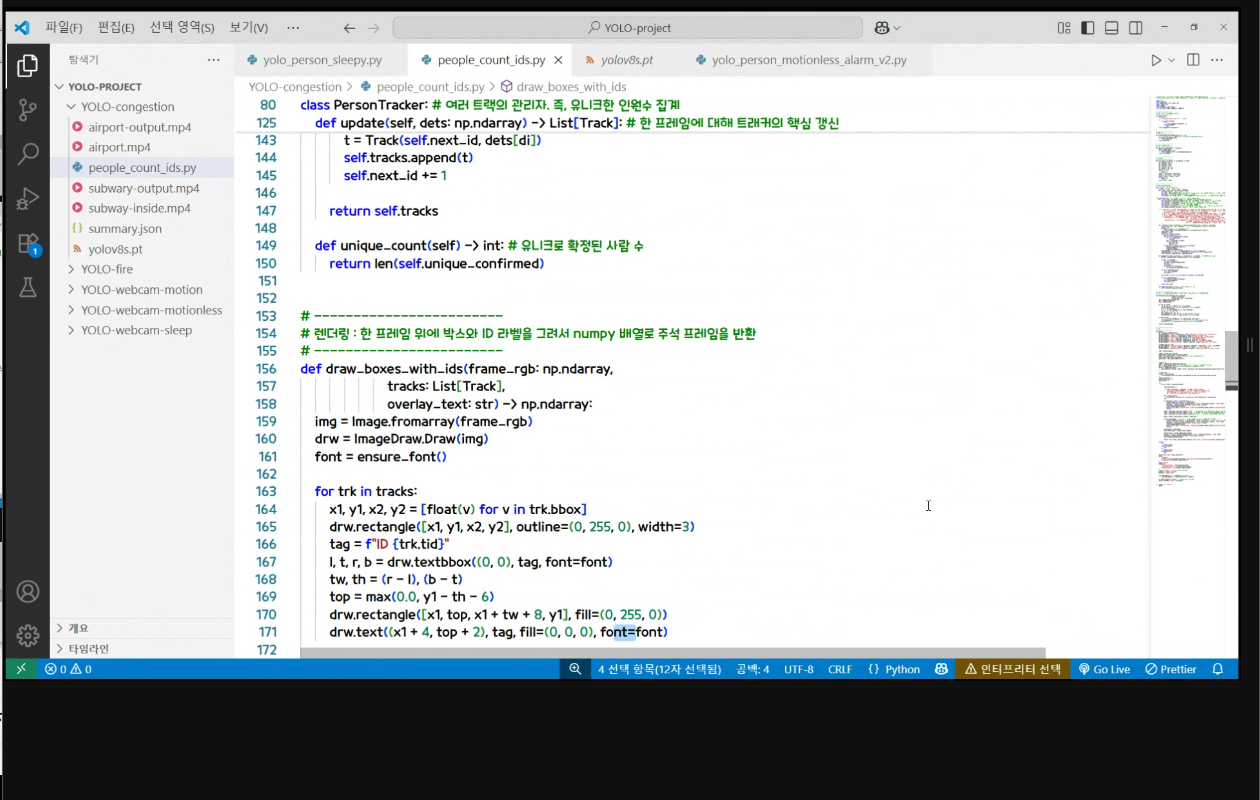 파일(F) 편집(E) 선택 영역(S) 보기(V) ··· YOLO-project
탐색기 ···
yolo_person_sleepy.py people_count_ids.py yolov8s.pt yolo_person_motionless_alarm_v2.py
YOLO-PROJECT
YOLO-congestion
airport-output.mp4
airport.mp4
people_count_ids.py
subwary-output.mp4
subway-inside.mp4
summary.json
yolov8s.pt
YOLO-fire
YOLO-webcam-motion
YOLO-webcam-motionless
YOLO-webcam-sleep
개요
타임라인
1
YOLO-congestion > people_count_ids.py > draw_boxes_with_ids
80 class PersonTracker: # 여러 트랙의 관리자. 즉, 유니크한 인원수 집계
125 def update(self, dets: np.ndarray) -> List[Track]: # 한 프레임에 대해 트래커의 핵심 갱신
143 t = Track(self.next_id, dets[di])
144 self.tracks.append(t)
145 self.next_id += 1
146
147 return self.tracks
148
149 def unique_count(self) -> int: # 유니크로 확정된 사람 수
150 return len(self.unique_confirmed)
151
152
153 # ------------------------
154 # 렌더링 : 한 프레임 위에 박스와 ID 라벨을 그려서 numpy 배열로 주석 프레임을 반환
155 # ------------------------
156 def draw_boxes_with_ids(frame_rgb: np.ndarray,
157 tracks: List[Track],
158 overlay_text: str) -> np.ndarray:
159 img = Image.fromarray(frame_rgb)
160 drw = ImageDraw.Draw(img)
161 font = ensure_font()
162
163 for trk in tracks:
164 x1, y1, x2, y2 = [float(v) for v in trk.bbox]
165 drw.rectangle([x1, y1, x2, y2], outline=(0, 255, 0), width=3)
166 tag = f"ID {trk.tid}"
167 l, t, r, b = drw.textbbox((0, 0), tag, font=font)
168 tw, th = (r - l), (b - t)
169 top = max(0.0, y1 - th - 6)
170 drw.rectangle([x1, top, x1 + tw + 8, y1], fill=(0, 255, 0))
171 drw.text((x1 + 4, top + 2), tag, fill=(0, 0, 0), font=font)
172
0 0 4 선택 항목(12자 선택됨) 공백: 4 UTF-8 CRLF {} Python 인터프리터 선택 Go Live Prettier